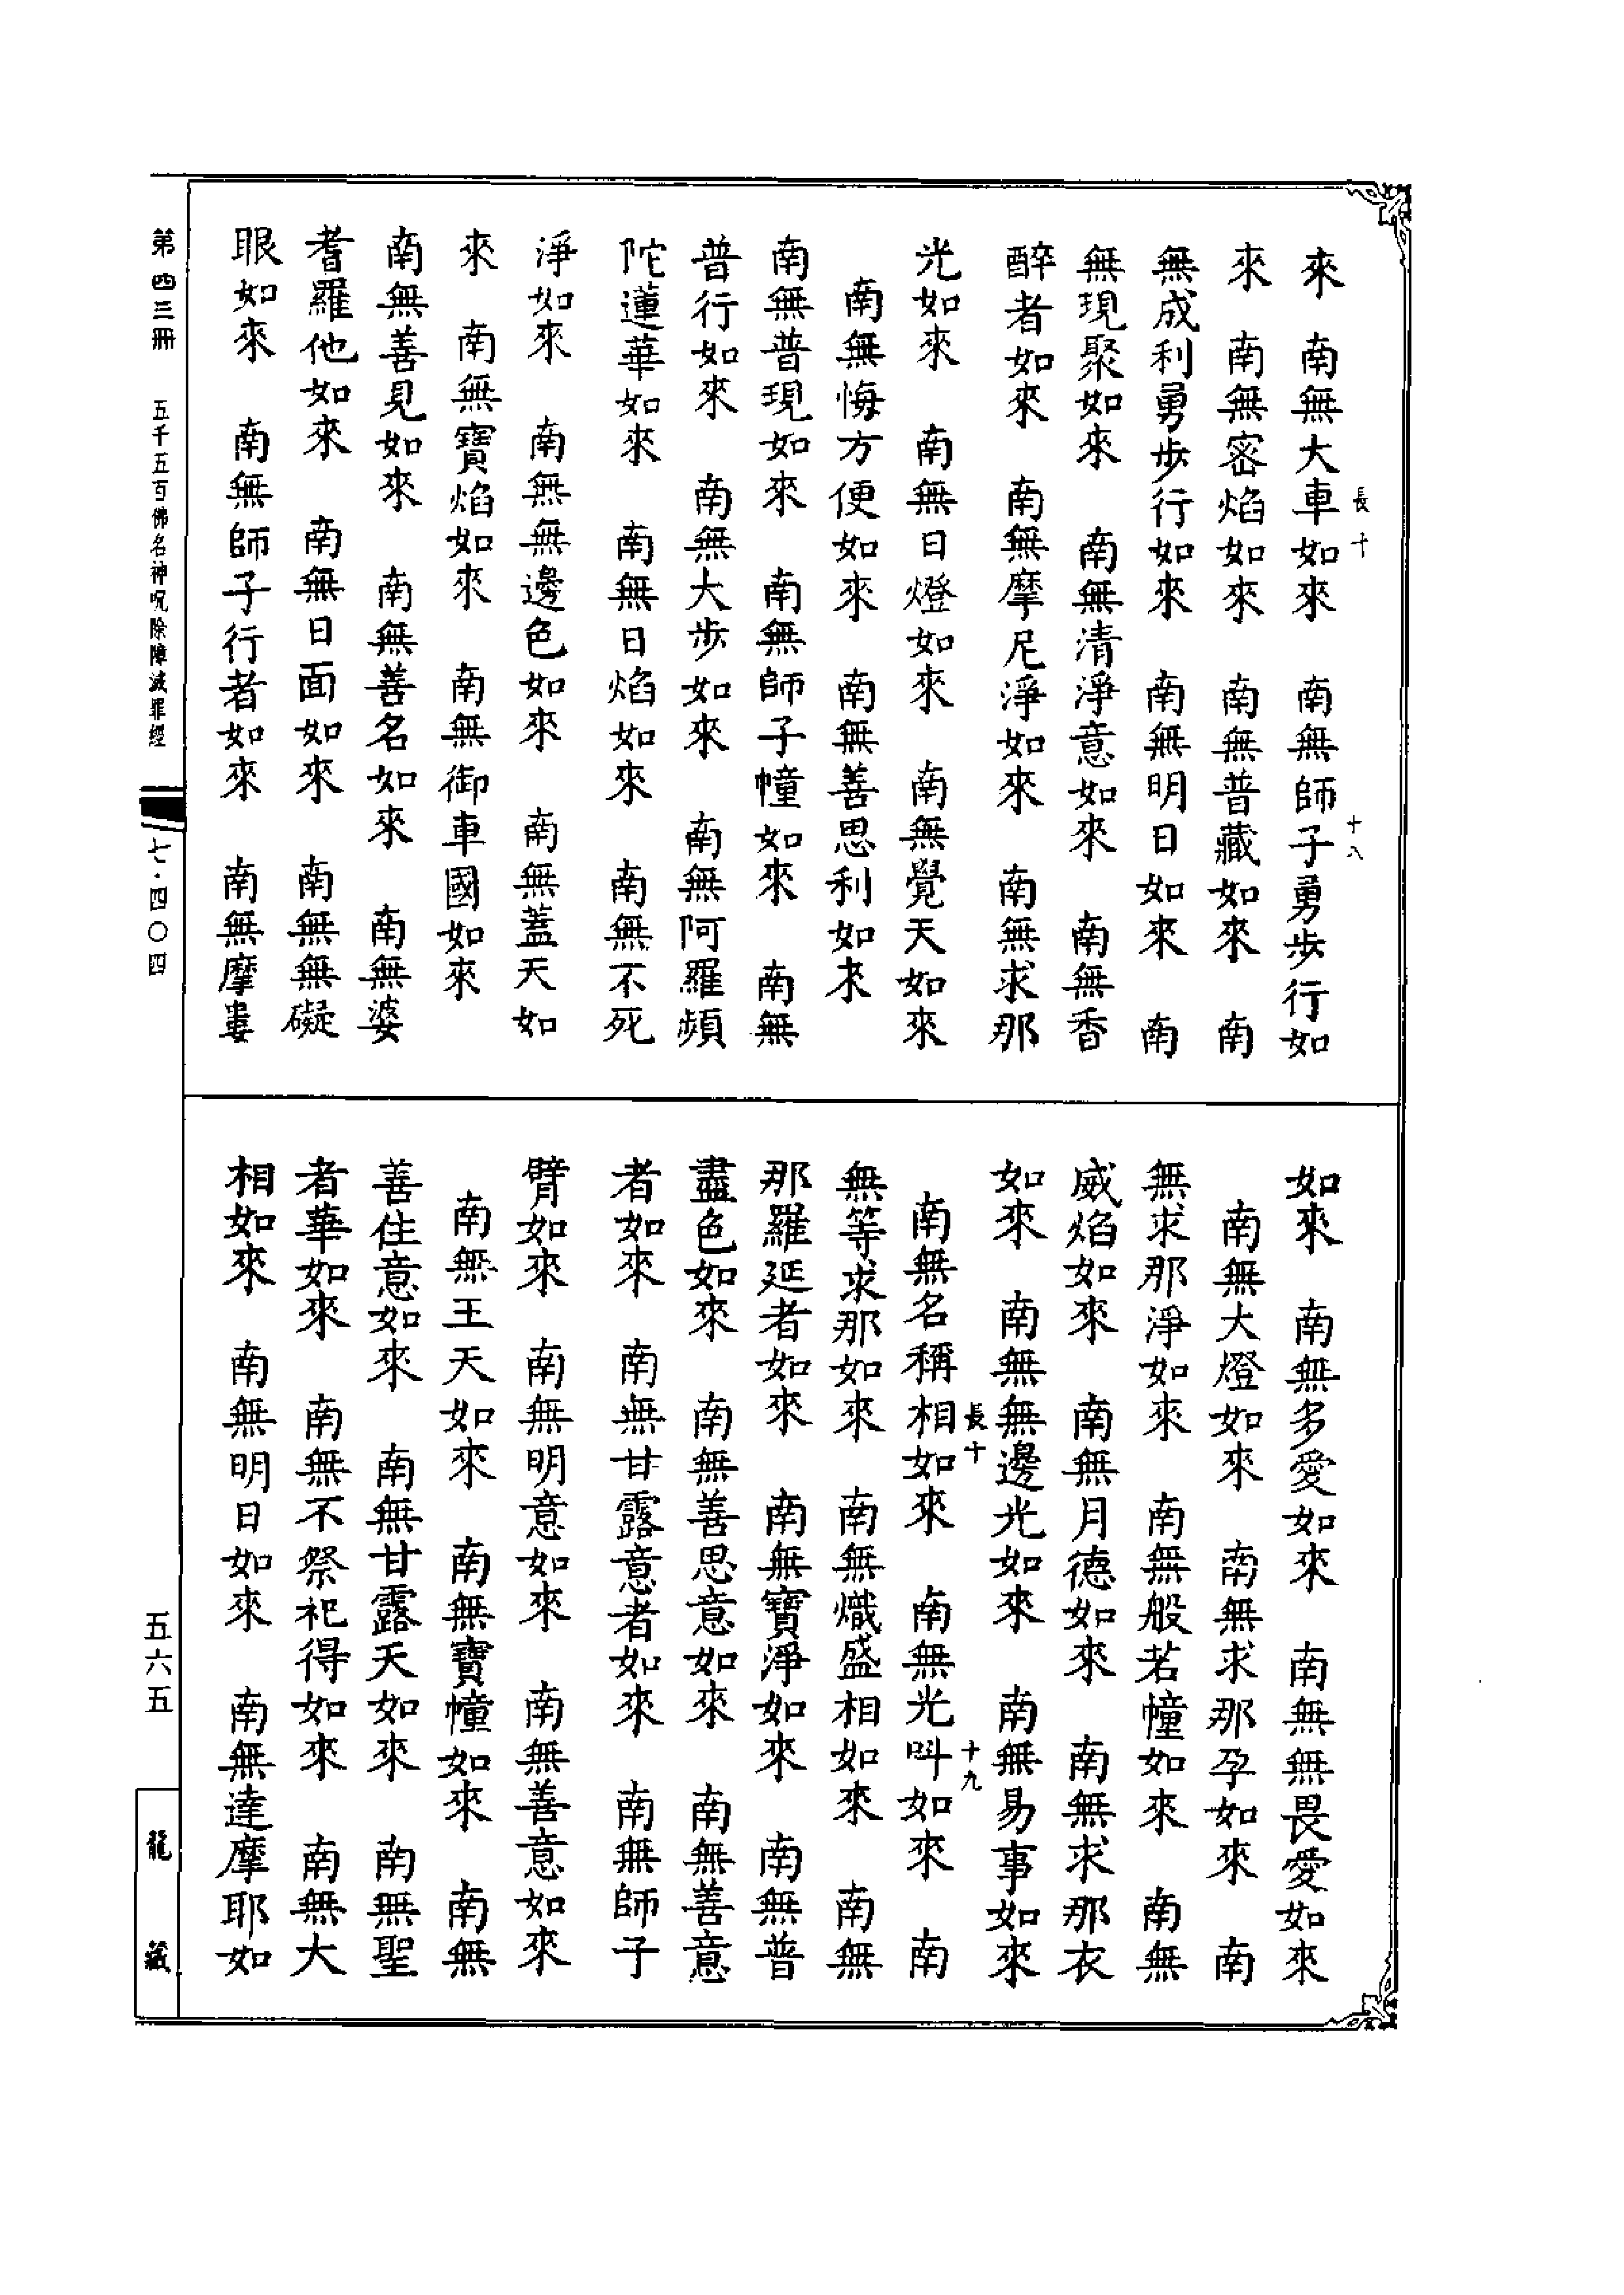 來　南無大車如來　南無師子勇步行如
長十
十八
來　南無密焰如來　南無普藏如來　南
無成利勇步行如來　南無明日如來　南
無現聚如來　南無清淨意如來　南無香
醉者如來　南無摩尼淨如來　南無求那
光如來　南無日燈如來　南無覺天如來
南無悔方便如來　南無善思利如來
南無普現如來　南無師子幢如來　南無
普行如來　南無大步如來　南無阿羅頻
陀蓮華如來　南無日焰如來　南無不死
淨如來　南無無邊色如來　南無蓋天如
來　南無寶焰如來　南無御車國如來
南無善見如來　南無善名如來　南無婆
耆羅他如來　南無日面如來　南無無礙
眼如來　南無師子行者如來　南無摩婁
如來　南無多愛如來　南無無畏愛如來
南無大燈如來　南無求那孕如來　南
無求那淨如來　南無般若幢如來　南無
威焰如來　南無月德如來　南無求那衣
如來　南無無邊光如來　南無易事如來
長十
十九
南無名稱相如來　南無光叫如來　南
無等求那如來　南無熾盛相如來　南無
那羅延者如來　南無寶淨如來　南無普
盡色如來　南無善思意如來　南無善意
者如來　南無甘露意者如來　南無師子
臂如來　南無明意如來　南無善意如來
南無王天如來　南無寶幢如來　南無
善住意如來　南無甘露天如來　南無聖
者華如來　南無不祭祀得如來　南無大
相如來　南無明日如來　南無達摩耶如
第四三冊　五千五百佛名神呪除障滅罪經
七·四〇四
五六五
龍藏